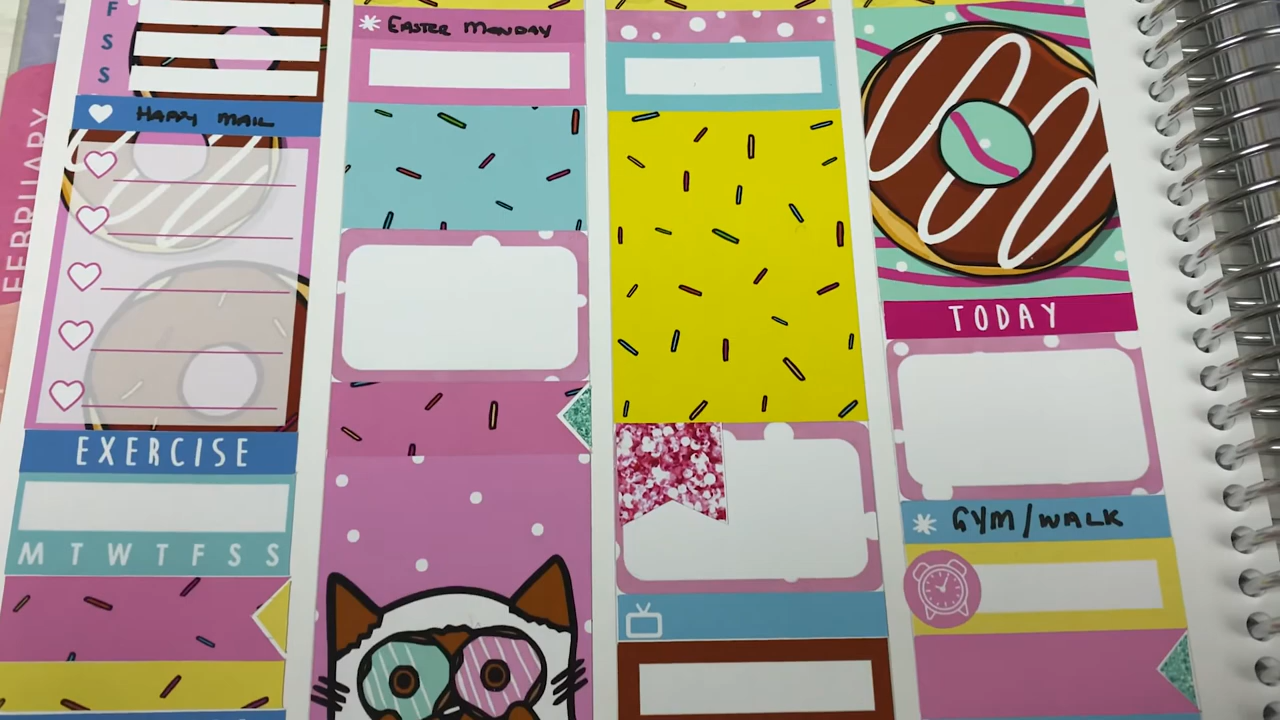 FEBRUARY
F
S
S
HAPPY MAIL
EXERCISE
M T W T F S S
EASTER MONDAY
TODAY
GYM/WALK